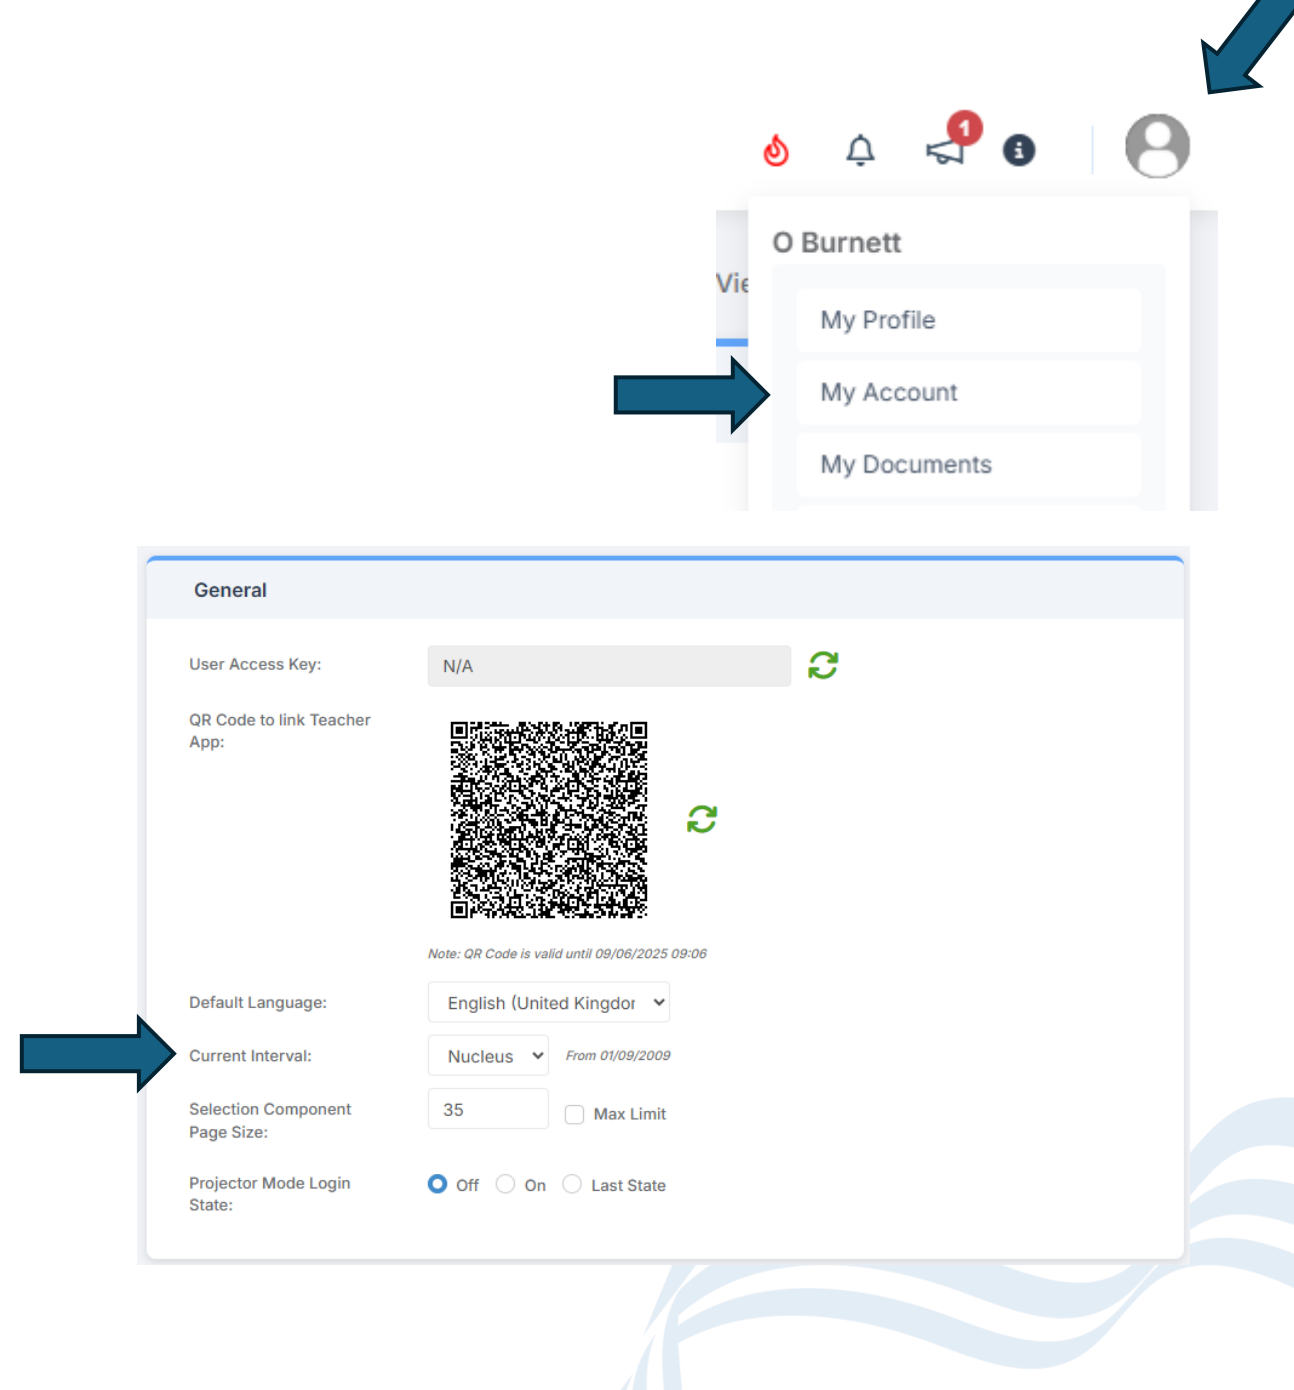 1
O Burnett
Vie
My Profile
My Account
My Documents
General
User Access Key:
N/A
QR Code to link Teacher
App:
Note: QR Code is valid until 09/06/2025 09:06
Default Language:
English (United Kingdor
Current Interval:
Nucleus
From 01/09/2009
Selection Component
Page Size:
35
Max Limit
Projector Mode Login
State:
Off
On
Last State